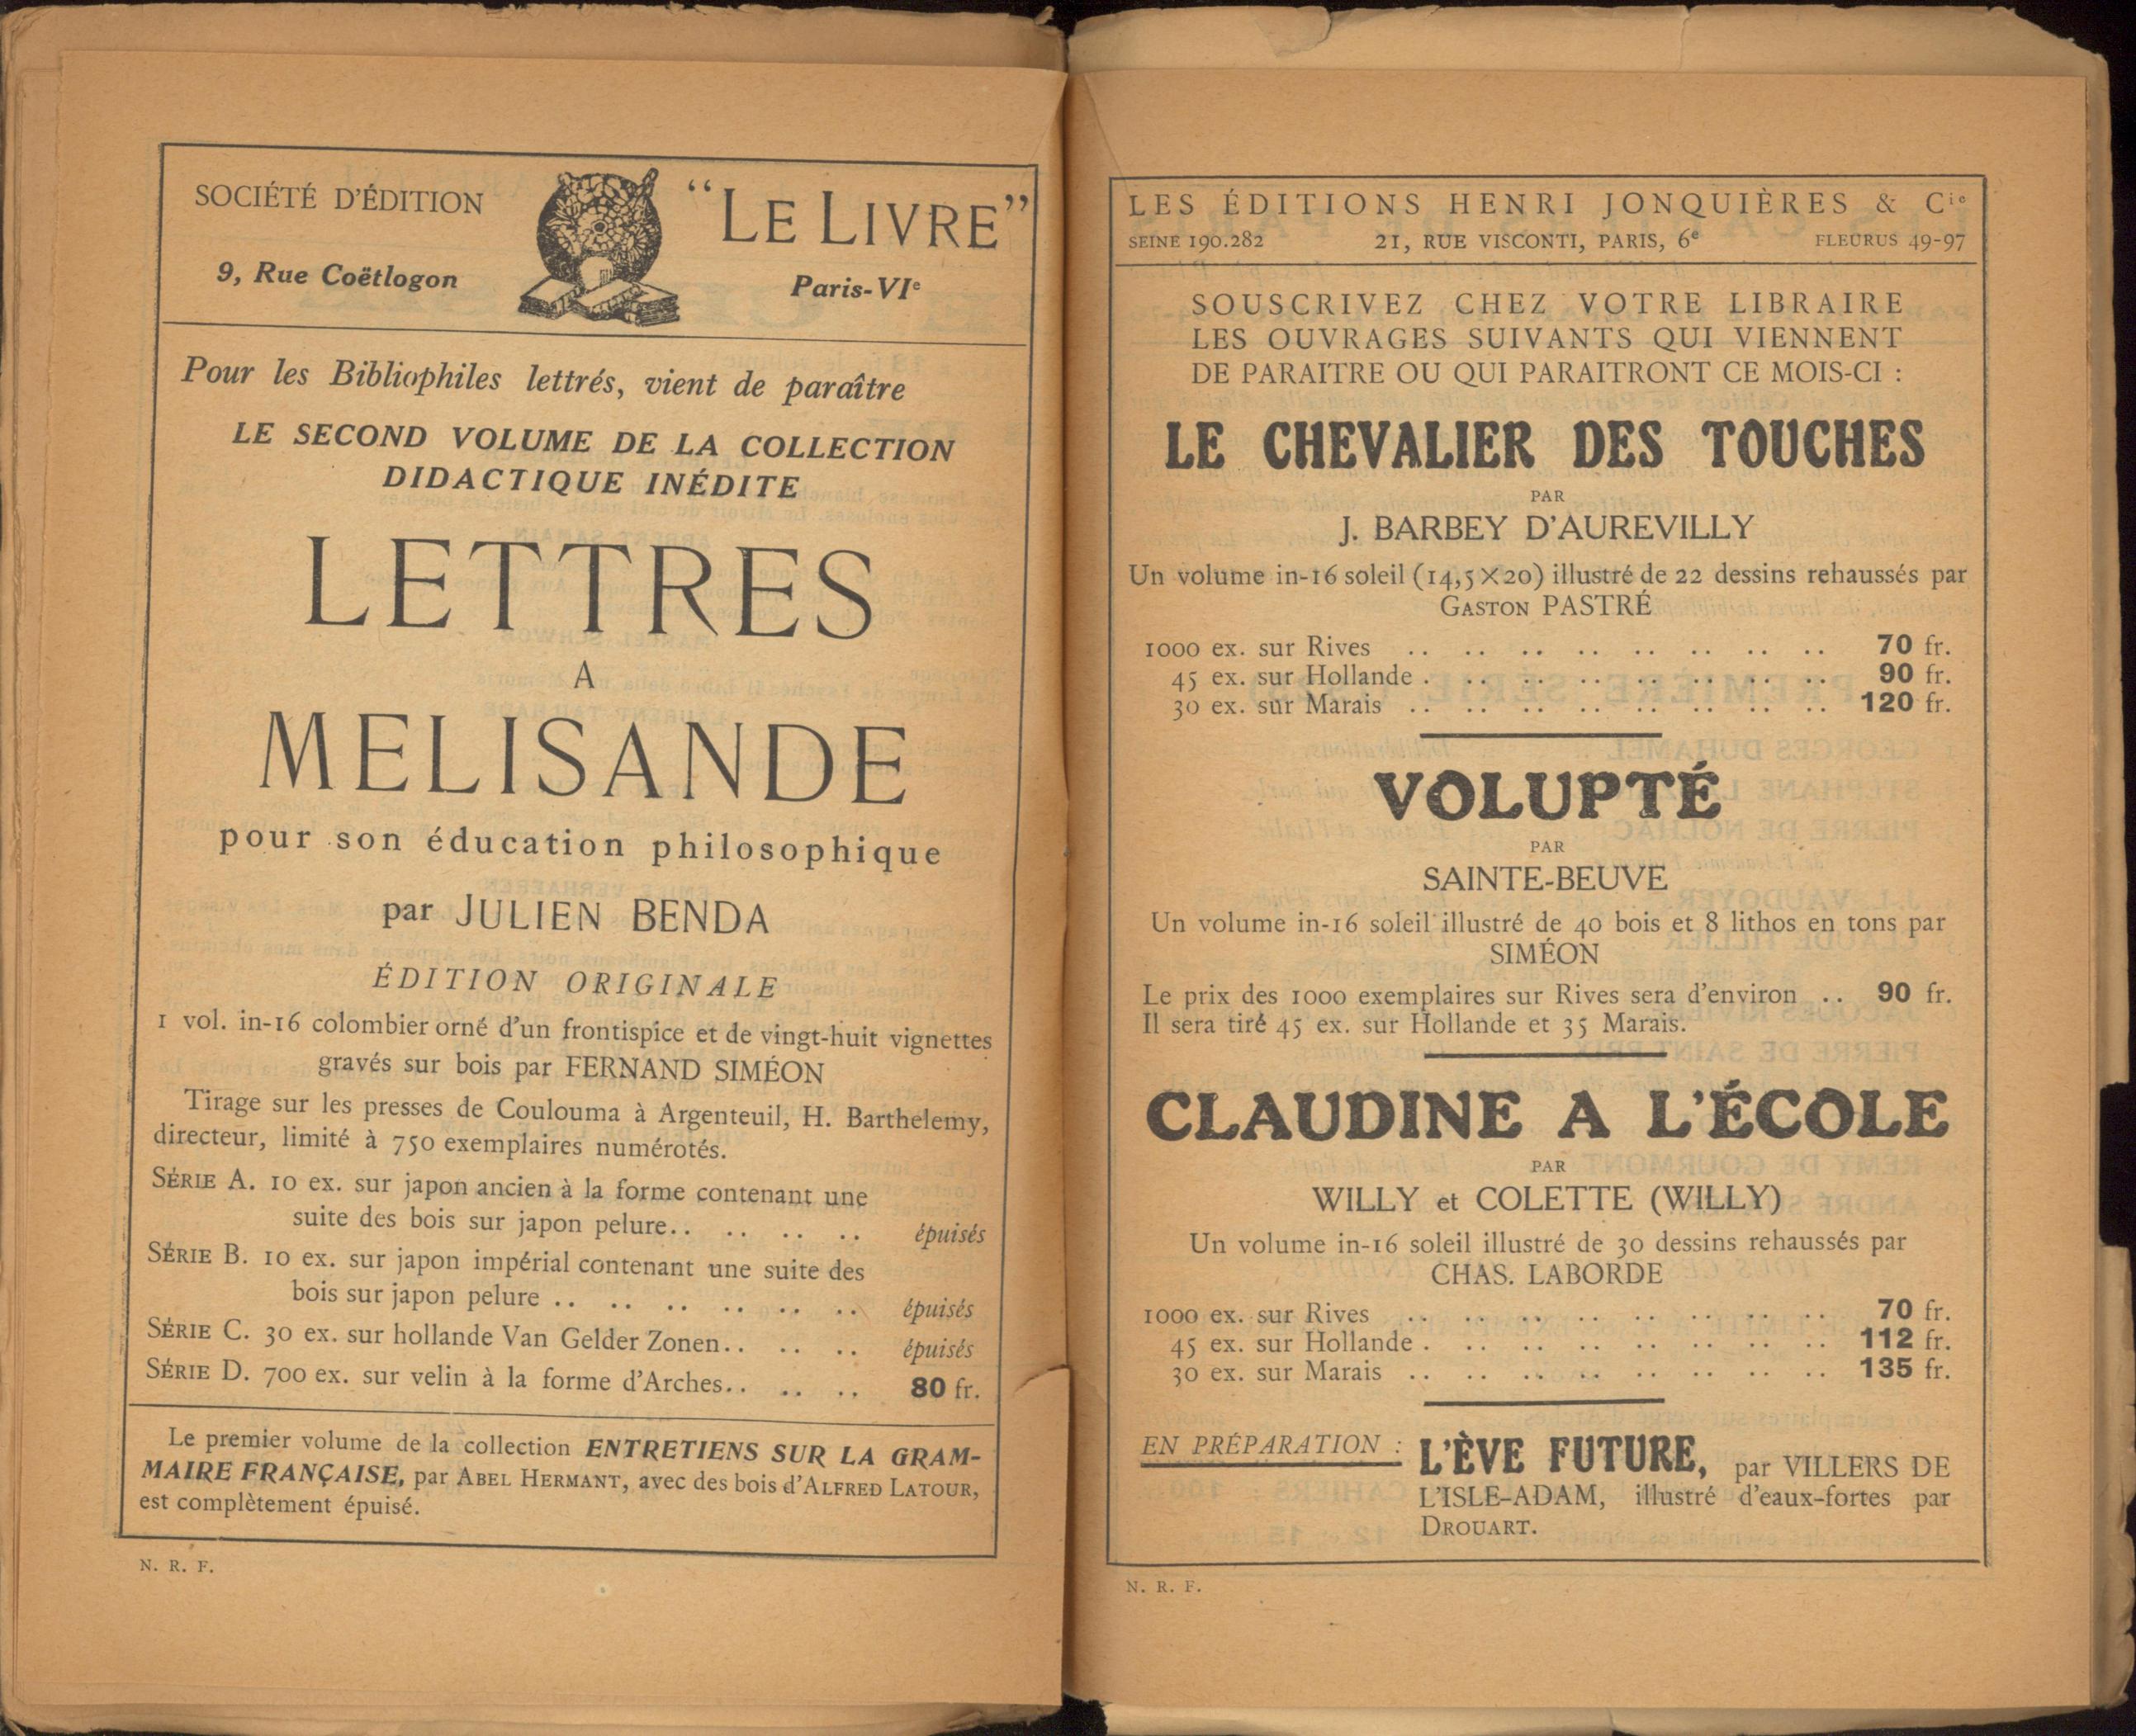 SOCIÉTÉ D'ÉDITION
"LE LIVRE"
9, Rue Coëtlogon
Paris-VIe
Pour les Bibliophiles lettrés, vient de paraître
LE SECOND VOLUME DE LA COLLECTION
DIDACTIQUE INÉDITE
LETTRES
A
MELISANDE
pour son éducation philosophique
par JULIEN BENDA
ÉDITION ORIGINALE
1 vol. in-16 colombier orné d'un frontispice et de vingt-huit vignettes
gravés sur bois par FERNAND SIMÉON
Tirage sur les presses de Coulouma à Argenteuil, H. Barthelemy,
directeur, limité à 750 exemplaires numérotés.
SÉRIE A. 10 ex. sur japon ancien à la forme contenant une
suite des bois sur japon pelure.. .. .. .. épuisés
SÉRIE B. 10 ex. sur japon impérial contenant une suite des
bois sur japon pelure .. .. .. .. .. .. épuisés
SÉRIE C. 30 ex. sur hollande Van Gelder Zonen.. .. .. épuisés
SÉRIE D. 700 ex. sur velin à la forme d'Arches.. .. .. 80 fr.
Le premier volume de la collection ENTRETIENS SUR LA GRAM-
MAIRE FRANÇAISE, par ABEL HERMANT, avec des bois d'ALFRED LATOUR,
est complètement épuisé.
N. R. F.
LES ÉDITIONS HENRI JONQUIÈRES & Cie
SEINE 190.282 21, RUE VISCONTI, PARIS, 6e FLEURUS 49-97
SOUSCRIVEZ CHEZ VOTRE LIBRAIRE
LES OUVRAGES SUIVANTS QUI VIENNENT
DE PARAITRE OU QUI PARAITRONT CE MOIS-CI :
LE CHEVALIER DES TOUCHES
PAR
J. BARBEY D'AUREVILLY
Un volume in-16 soleil (14,5×20) illustré de 22 dessins rehaussés par
GASTON PASTRÉ
1000 ex. sur Rives .. .. .. .. .. .. .. .. 70 fr.
45 ex. sur Hollande . .. .. .. .. .. .. .. 90 fr.
30 ex. sur Marais .. .. .. .. .. .. .. .. 120 fr.
VOLUPTÉ
PAR
SAINTE-BEUVE
Un volume in-16 soleil illustré de 40 bois et 8 lithos en tons par
SIMÉON
Le prix des 1000 exemplaires sur Rives sera d'environ .. 90 fr.
Il sera tiré 45 ex. sur Hollande et 35 Marais.
CLAUDINE A L'ÉCOLE
PAR
WILLY et COLETTE (WILLY)
Un volume in-16 soleil illustré de 30 dessins rehaussés par
CHAS. LABORDE
1000 ex. sur Rives .. .. .. .. .. .. .. .. 70 fr.
45 ex. sur Hollande . .. .. .. .. .. .. .. 112 fr.
30 ex. sur Marais .. .. .. .. .. .. .. .. 135 fr.
EN PRÉPARATION : L'ÈVE FUTURE, par VILLERS DE
L'ISLE-ADAM, illustré d'eaux-fortes par
DROUART.
N. R. F.